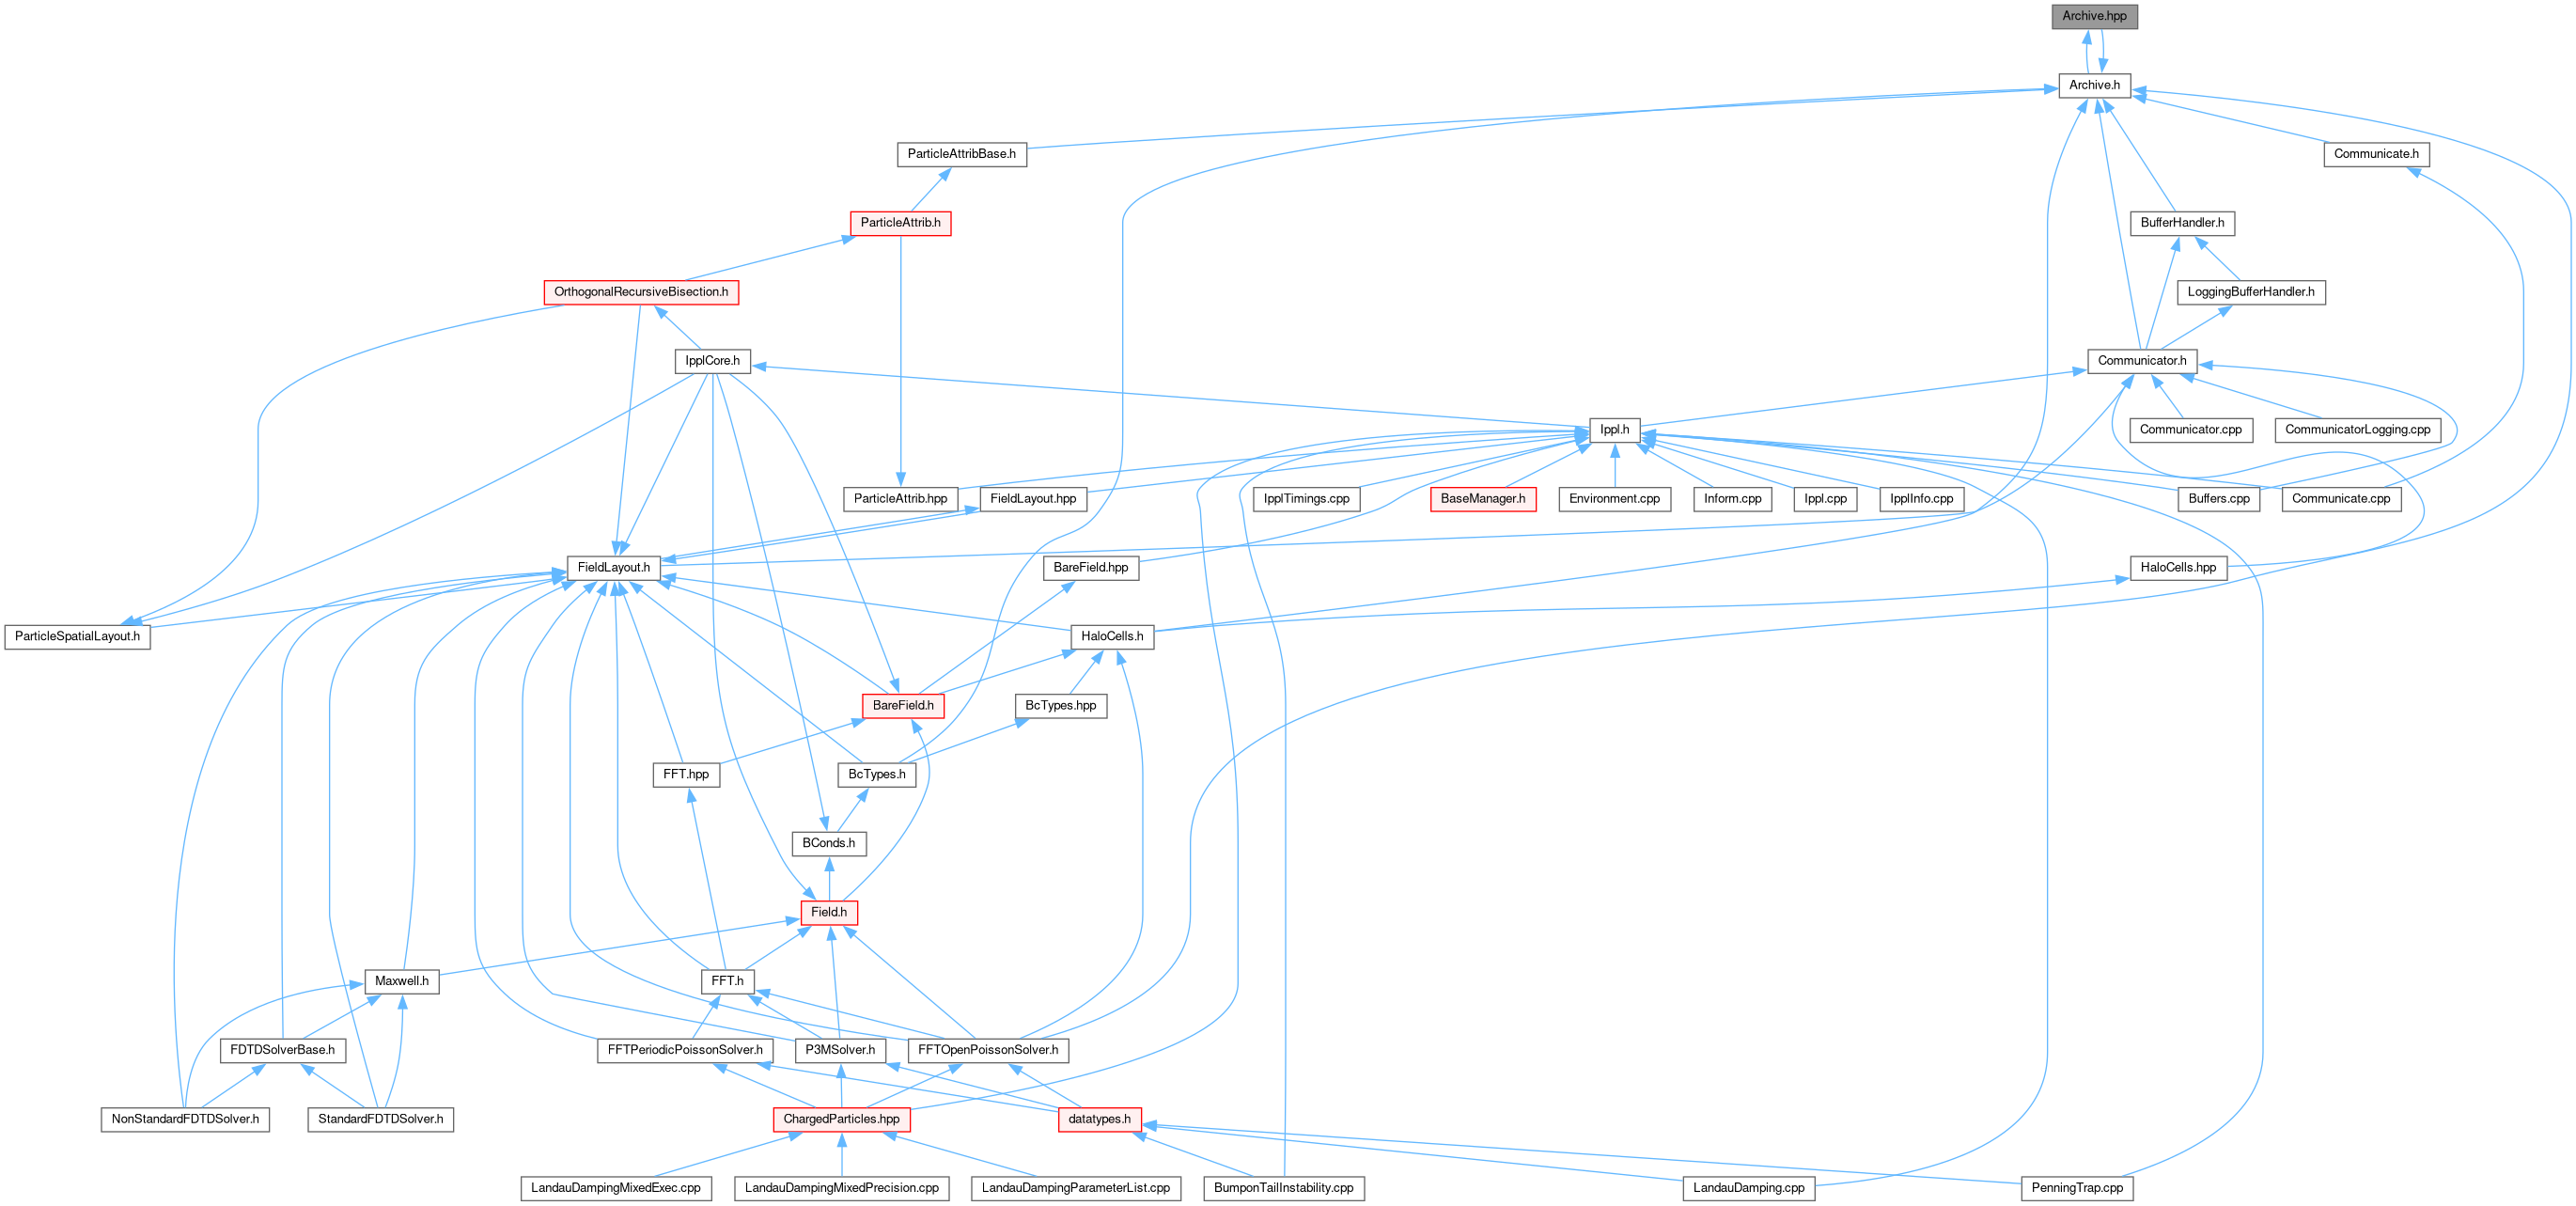 Archive.hpp
Archive.h
ParticleAttribBase.h
Communicate.h
ParticleAttrib.h
BufferHandler.h
OrthogonalRecursiveBisection.h
LoggingBufferHandler.h
IpplCore.h
Communicator.h
Ippl.h
Communicator.cpp
CommunicatorLogging.cpp
ParticleAttrib.hpp
FieldLayout.hpp
IpplTimings.cpp
BaseManager.h
Environment.cpp
Inform.cpp
Ippl.cpp
IpplInfo.cpp
Buffers.cpp
Communicate.cpp
FieldLayout.h
BareField.hpp
HaloCells.hpp
ParticleSpatialLayout.h
HaloCells.h
BareField.h
BcTypes.hpp
FFT.hpp
BcTypes.h
BConds.h
Field.h
Maxwell.h
FFT.h
FDTDSolverBase.h
FFTPeriodicPoissonSolver.h
P3MSolver.h
FFTOpenPoissonSolver.h
NonStandardFDTDSolver.h
StandardFDTDSolver.h
ChargedParticles.hpp
datatypes.h
LandauDampingMixedExec.cpp
LandauDampingMixedPrecision.cpp
LandauDampingParameterList.cpp
BumponTailInstability.cpp
LandauDamping.cpp
PenningTrap.cpp